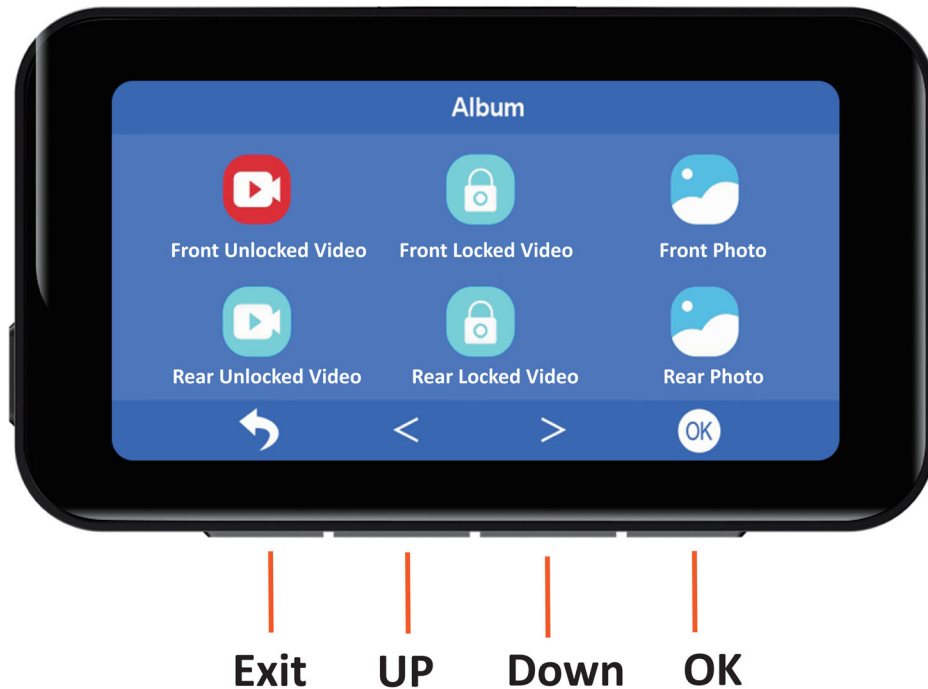 Album
Front Unlocked Video Front Locked Video Front Photo
Rear Unlocked Video Rear Locked Video Rear Photo
< > OK
Exit UP Down OK